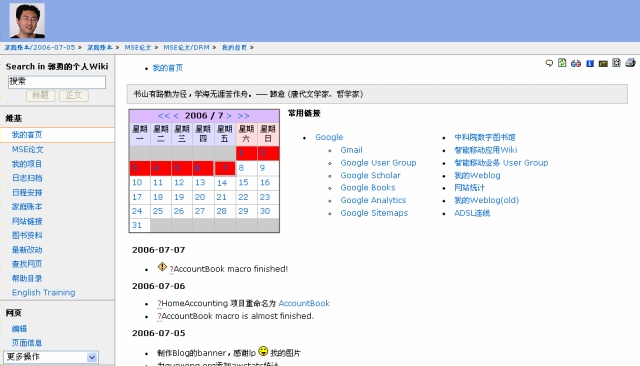 家庭账本/2006-07-05 » 家庭账本 » MSE论文 » MSE论文/DRM » 我的首页 »
Search in 郭勇的个人Wiki
搜索
标题 正文
维基
我的首页
MSE论文
我的项目
日志归档
日程安排
家庭账本
网站链接
图书资料
最新改动
查找网页
帮助目录
English Training
网页
编辑
页面信息
更多操作
我的首页
书山有路勤为径，学海无涯苦作舟。—— 韩愈 (唐代文学家、哲学家)
<< < 2006 / 7 > >>
星期一 星期二 星期三 星期四 星期五 星期六 星期日
8 9
10 11 12 13 14 15 16
17 18 19 20 21 22 23
24 25 26 27 28 29 30
31
常用链接
Google
Gmail
Google User Group
Google Scholar
Google Books
Google Analytics
Google Sitemaps
中科院数字图书馆
智能移动应用Wiki
智能移动业务 User Group
我的Weblog
网站统计
我的Weblog(old)
ADSL连线
2006-07-07
?AccountBook macro finished!
2006-07-06
?HomeAccounting 项目重命名为 AccountBook
?AccountBook macro is almost finished.
2006-07-05
制作Blog的banner，感谢lp 我的图片